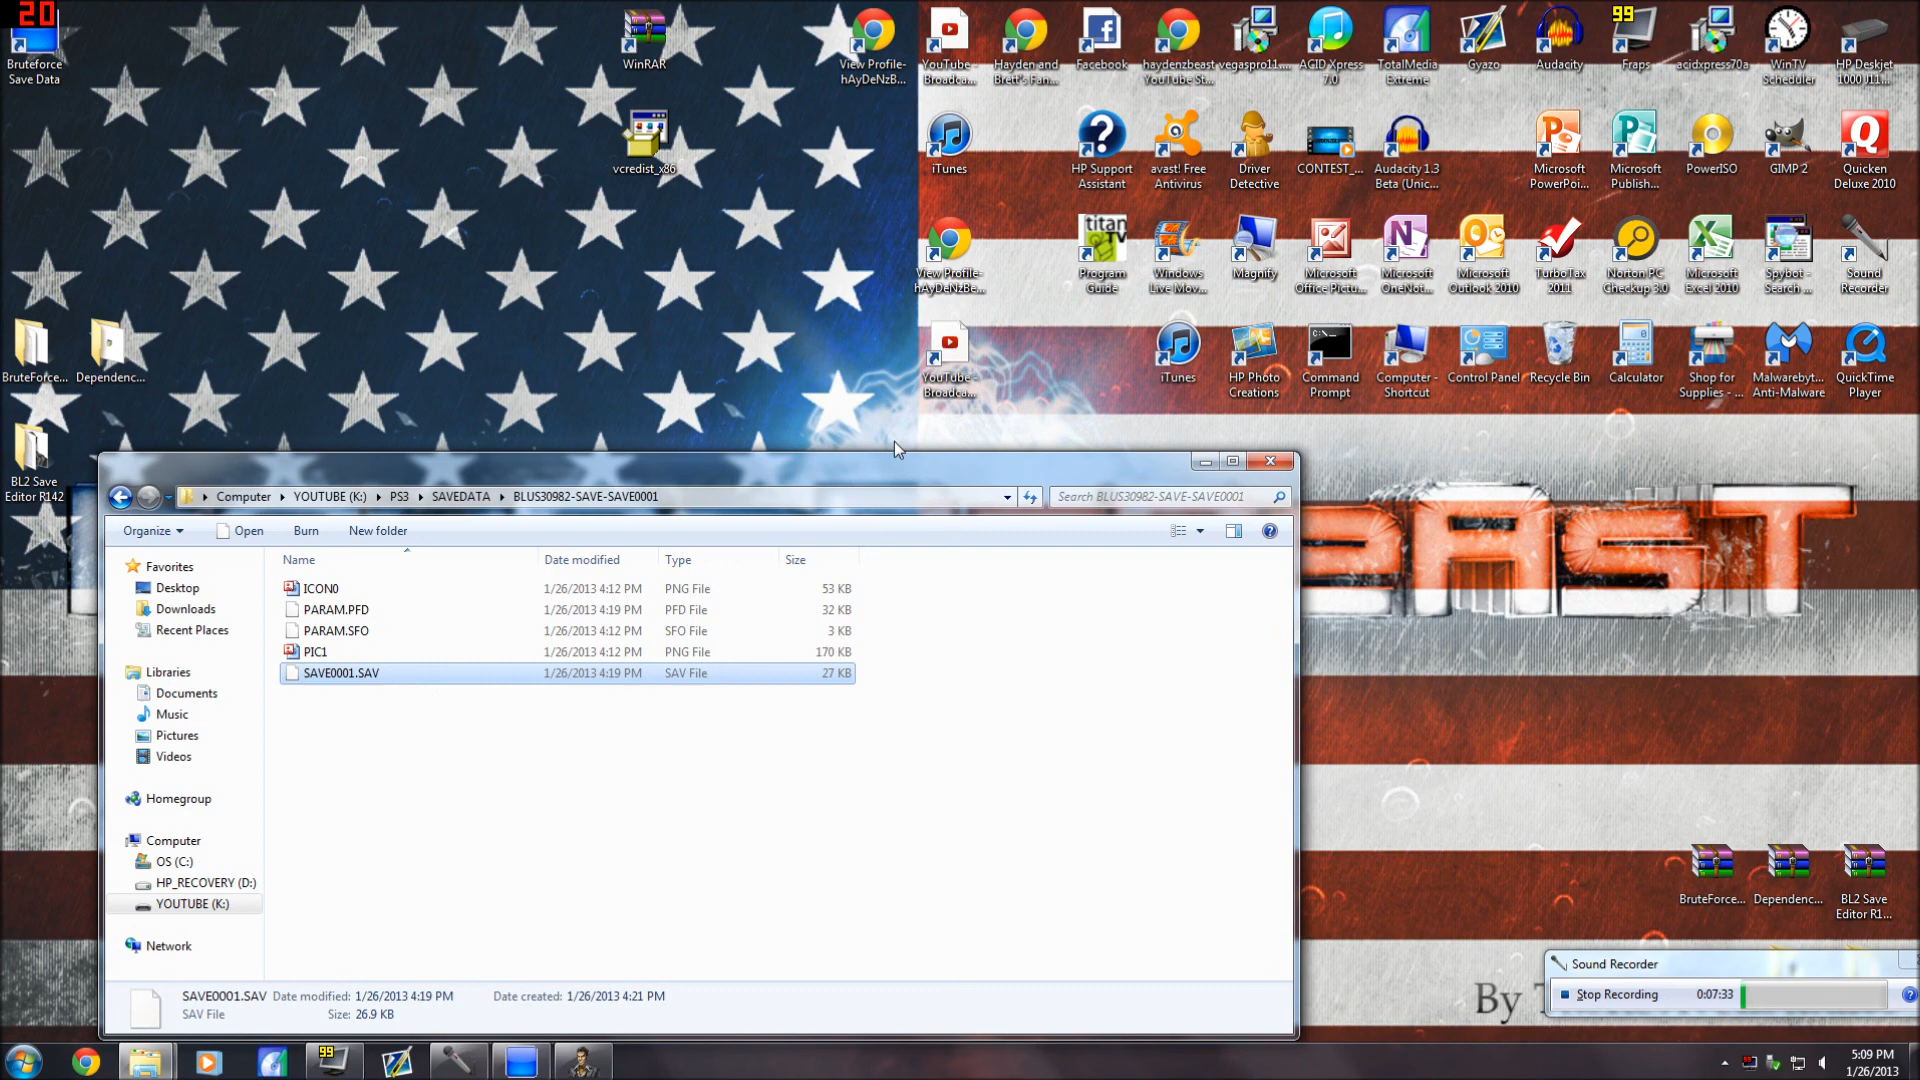 20
Bruteforce
Save Data
WinRAR
View Profile-
hAyDeNzB...
YouTube -
Broadca...
Hayden and
Brett's Fan...
Facebook
haydenzbeast
YouTube St...
vegaspro11....
ACID Xpress
7.0
TotalMedia
Extreme
Gyazo
Audacity
99
Fraps
acidxpress70a
WinTV
Scheduler
HP Deskjet
1000 J11...
vcredist_x86
iTunes
HP Support
Assistant
avast! Free
Antivirus
Driver
Detective
CONTEST_...
Audacity 1.3
Beta (Unic...
Microsoft
PowerPoi...
Microsoft
Publish...
PowerISO
GIMP 2
Quicken
Deluxe 2010
View Profile-
hAyDeNzBe...
titan
TV
Program
Guide
Windows
Live Mov...
Magnify
Microsoft
Office Pictu...
Microsoft
OneNot...
Microsoft
Outlook 2010
TurboTax
2011
Norton PC
Checkup 3.0
Microsoft
Excel 2010
Spybot -
Search ...
Sound
Recorder
BruteForce...
Dependenc...
YouTube -
Broadca...
iTunes
HP Photo
Creations
Command
Prompt
Computer -
Shortcut
Control Panel
Recycle Bin
Calculator
Shop for
Supplies - ...
Malwarebyt...
Anti-Malware
QuickTime
Player
BL2 Save
Editor R142
Computer
YOUTUBE (K:)
PS3
SAVEDATA
BLUS30982-SAVE-SAVE0001
Search BLUS30982-SAVE-SAVE0001
Organize
Open
Burn
New folder
Name
Date modified
Type
Size
ICON0 1/26/2013 4:12 PM PNG File 53 KB
PARAM.PFD 1/26/2013 4:19 PM PFD File 32 KB
PARAM.SFO 1/26/2013 4:12 PM SFO File 3 KB
PIC1 1/26/2013 4:12 PM PNG File 170 KB
SAVE0001.SAV 1/26/2013 4:19 PM SAV File 27 KB
Favorites
Desktop
Downloads
Recent Places
Libraries
Documents
Music
Pictures
Videos
Homegroup
Computer
OS (C:)
HP_RECOVERY (D:)
YOUTUBE (K:)
Network
SAVE0001.SAV Date modified: 1/26/2013 4:19 PM Date created: 1/26/2013 4:21 PM
SAV File Size: 26.9 KB
EAST
BruteForce...
Dependenc...
BL2 Save
Editor R1...
Sound Recorder
Stop Recording 0:07:33
By
99
5:09 PM
1/26/2013